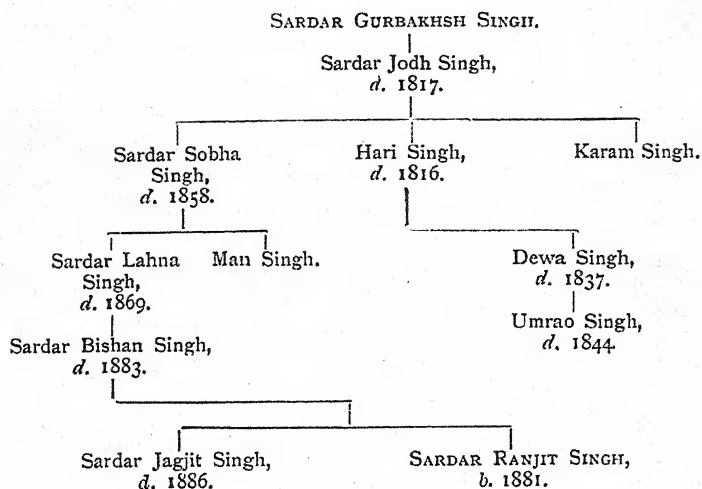 SARDAR GURBAKHSH SINGH.
Sardar Jodh Singh,
d. 1817.
Sardar Sobha
Singh,
d. 1858.
Hari Singh,
d. 1816.
Karam Singh.
Sardar Lahna
Singh,
d. 1869.
Man Singh.
Dewa Singh,
d. 1837.
Umrao Singh,
d. 1844
Sardar Bishan Singh,
d. 1883.
Sardar Jagjit Singh,
d. 1886.
SARDAR RANJIT SINGH,
b. 1881.